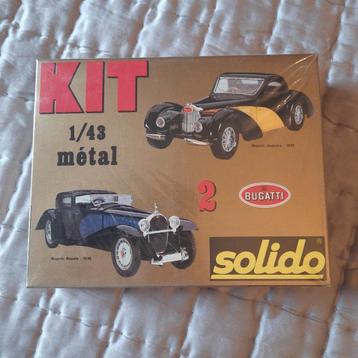 KIT
1/43
métal
2
BUGATTI
solido